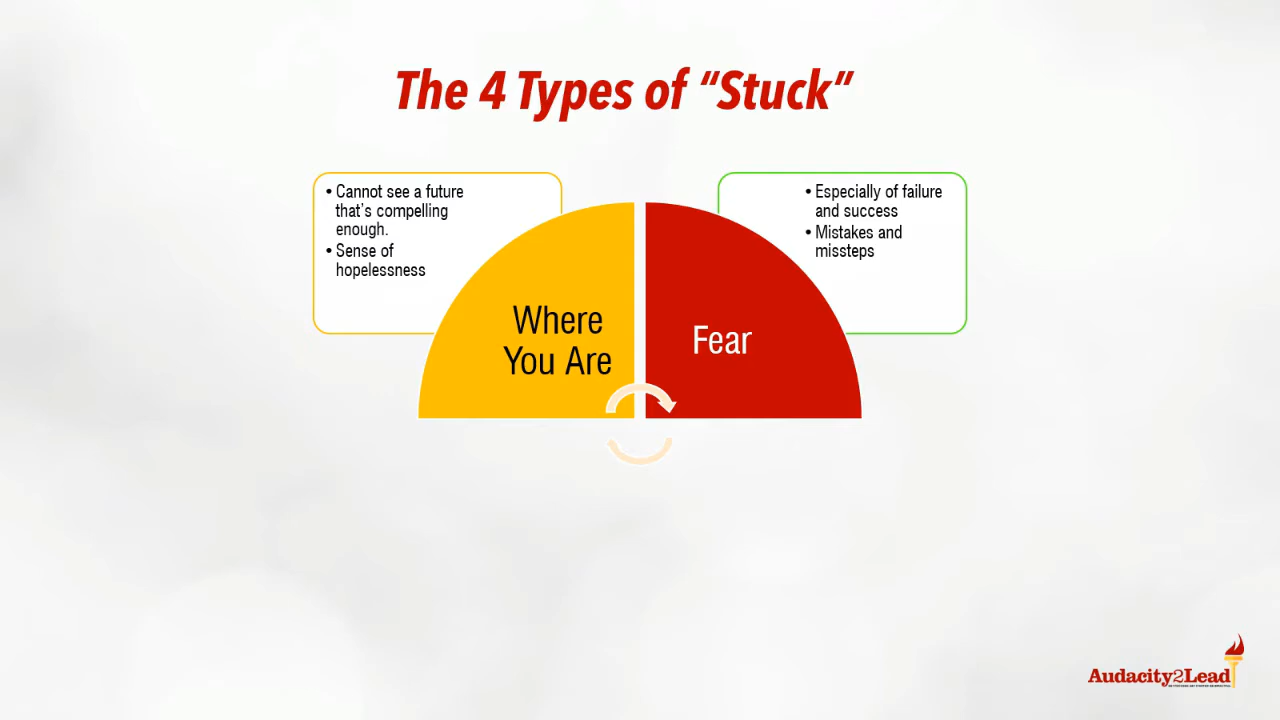 The 4 Types of “Stuck”
• Cannot see a future
that’s compelling
enough.
• Sense of
hopelessness
• Especially of failure
and success
• Mistakes and
missteps
Where
You Are
Fear
Audacity2Lead